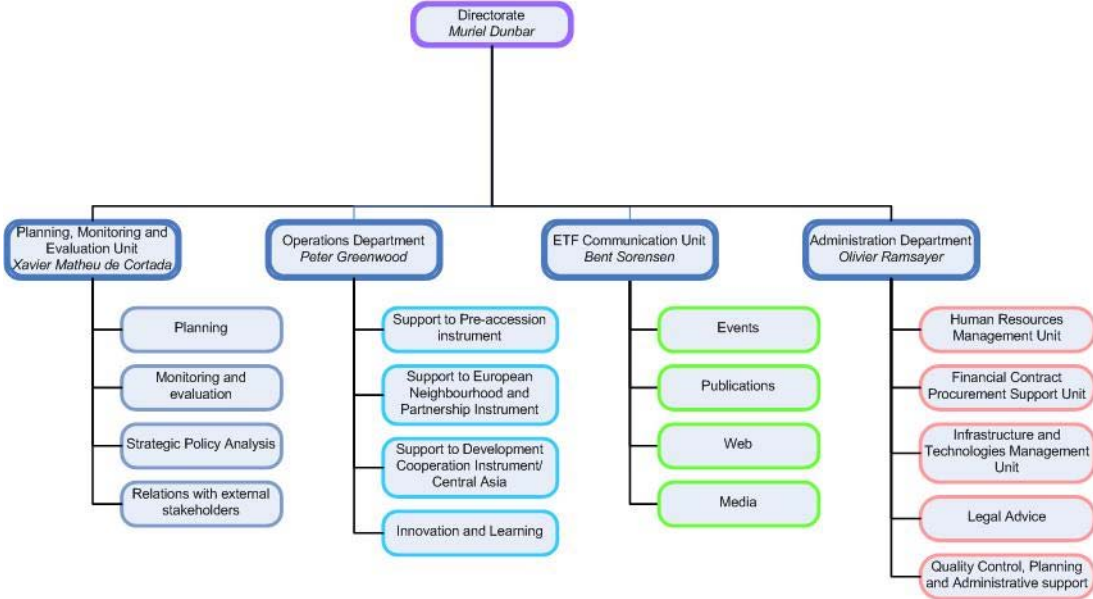 Directorate
Muriel Dunbar
Planning, Monitoring and
Evaluation Unit
Xavier Matheu de Cortada
Operations Department
Peter Greenwood
ETF Communication Unit
Bent Sorensen
Administration Department
Olivier Ramsayer
Planning
Monitoring and
evaluation
Strategic Policy Analysis
Relations with external
stakeholders
Support to Pre-accession
instrument
Support to European
Neighbourhood and
Partnership Instrument
Support to Development
Cooperation Instrument/
Central Asia
Innovation and Learning
Events
Publications
Web
Media
Human Resources
Management Unit
Financial Contract
Procurement Support Unit
Infrastructure and
Technologies Management
Unit
Legal Advice
Quality Control, Planning
and Administrative support